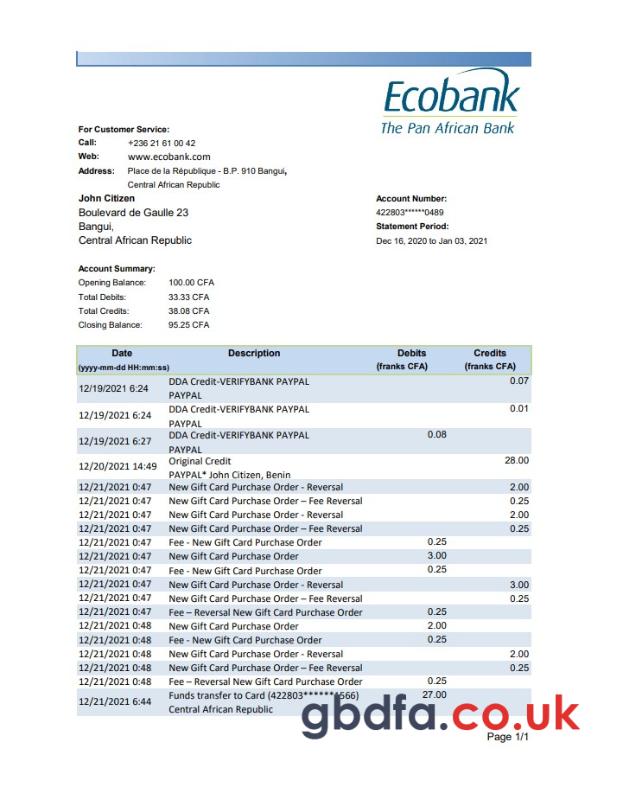 Ecobank
The Pan African Bank
For Customer Service:
Call: +236 21 61 00 42
Web: www.ecobank.com
Address: Place de la République - B.P. 910 Bangui,
Central African Republic
John Citizen
Boulevard de Gaulle 23
Bangui,
Central African Republic
Account Number:
422803******0489
Statement Period:
Dec 16, 2020 to Jan 03, 2021
Account Summary:
Opening Balance: 100.00 CFA
Total Debits: 33.33 CFA
Total Credits: 38.08 CFA
Closing Balance: 95.25 CFA
Date Description Debits Credits
(yyyy-mm-dd HH:mm:ss) (franks CFA) (franks CFA)
12/19/2021 6:24 DDA Credit-VERIFYBANK PAYPAL 0.07
PAYPAL
12/19/2021 6:24 DDA Credit-VERIFYBANK PAYPAL 0.01
PAYPAL
12/19/2021 6:27 DDA Credit-VERIFYBANK PAYPAL 0.08
PAYPAL
12/20/2021 14:49 Original Credit 28.00
PAYPAL* John Citizen, Benin
12/21/2021 0:47 New Gift Card Purchase Order - Reversal 2.00
12/21/2021 0:47 New Gift Card Purchase Order – Fee Reversal 0.25
12/21/2021 0:47 New Gift Card Purchase Order - Reversal 2.00
12/21/2021 0:47 New Gift Card Purchase Order – Fee Reversal 0.25
12/21/2021 0:47 Fee - New Gift Card Purchase Order 0.25
12/21/2021 0:47 New Gift Card Purchase Order 3.00
12/21/2021 0:47 Fee - New Gift Card Purchase Order 0.25
12/21/2021 0:47 New Gift Card Purchase Order - Reversal 3.00
12/21/2021 0:47 New Gift Card Purchase Order – Fee Reversal 0.25
12/21/2021 0:47 Fee – Reversal New Gift Card Purchase Order 0.25
12/21/2021 0:48 New Gift Card Purchase Order 2.00
12/21/2021 0:48 Fee - New Gift Card Purchase Order 0.25
12/21/2021 0:48 New Gift Card Purchase Order - Reversal 2.00
12/21/2021 0:48 New Gift Card Purchase Order – Fee Reversal 0.25
12/21/2021 0:48 Fee – Reversal New Gift Card Purchase Order 0.25
12/21/2021 6:44 Funds transfer to Card 27.00
Central African Republic
gbdfa.co.uk
Page 1/1